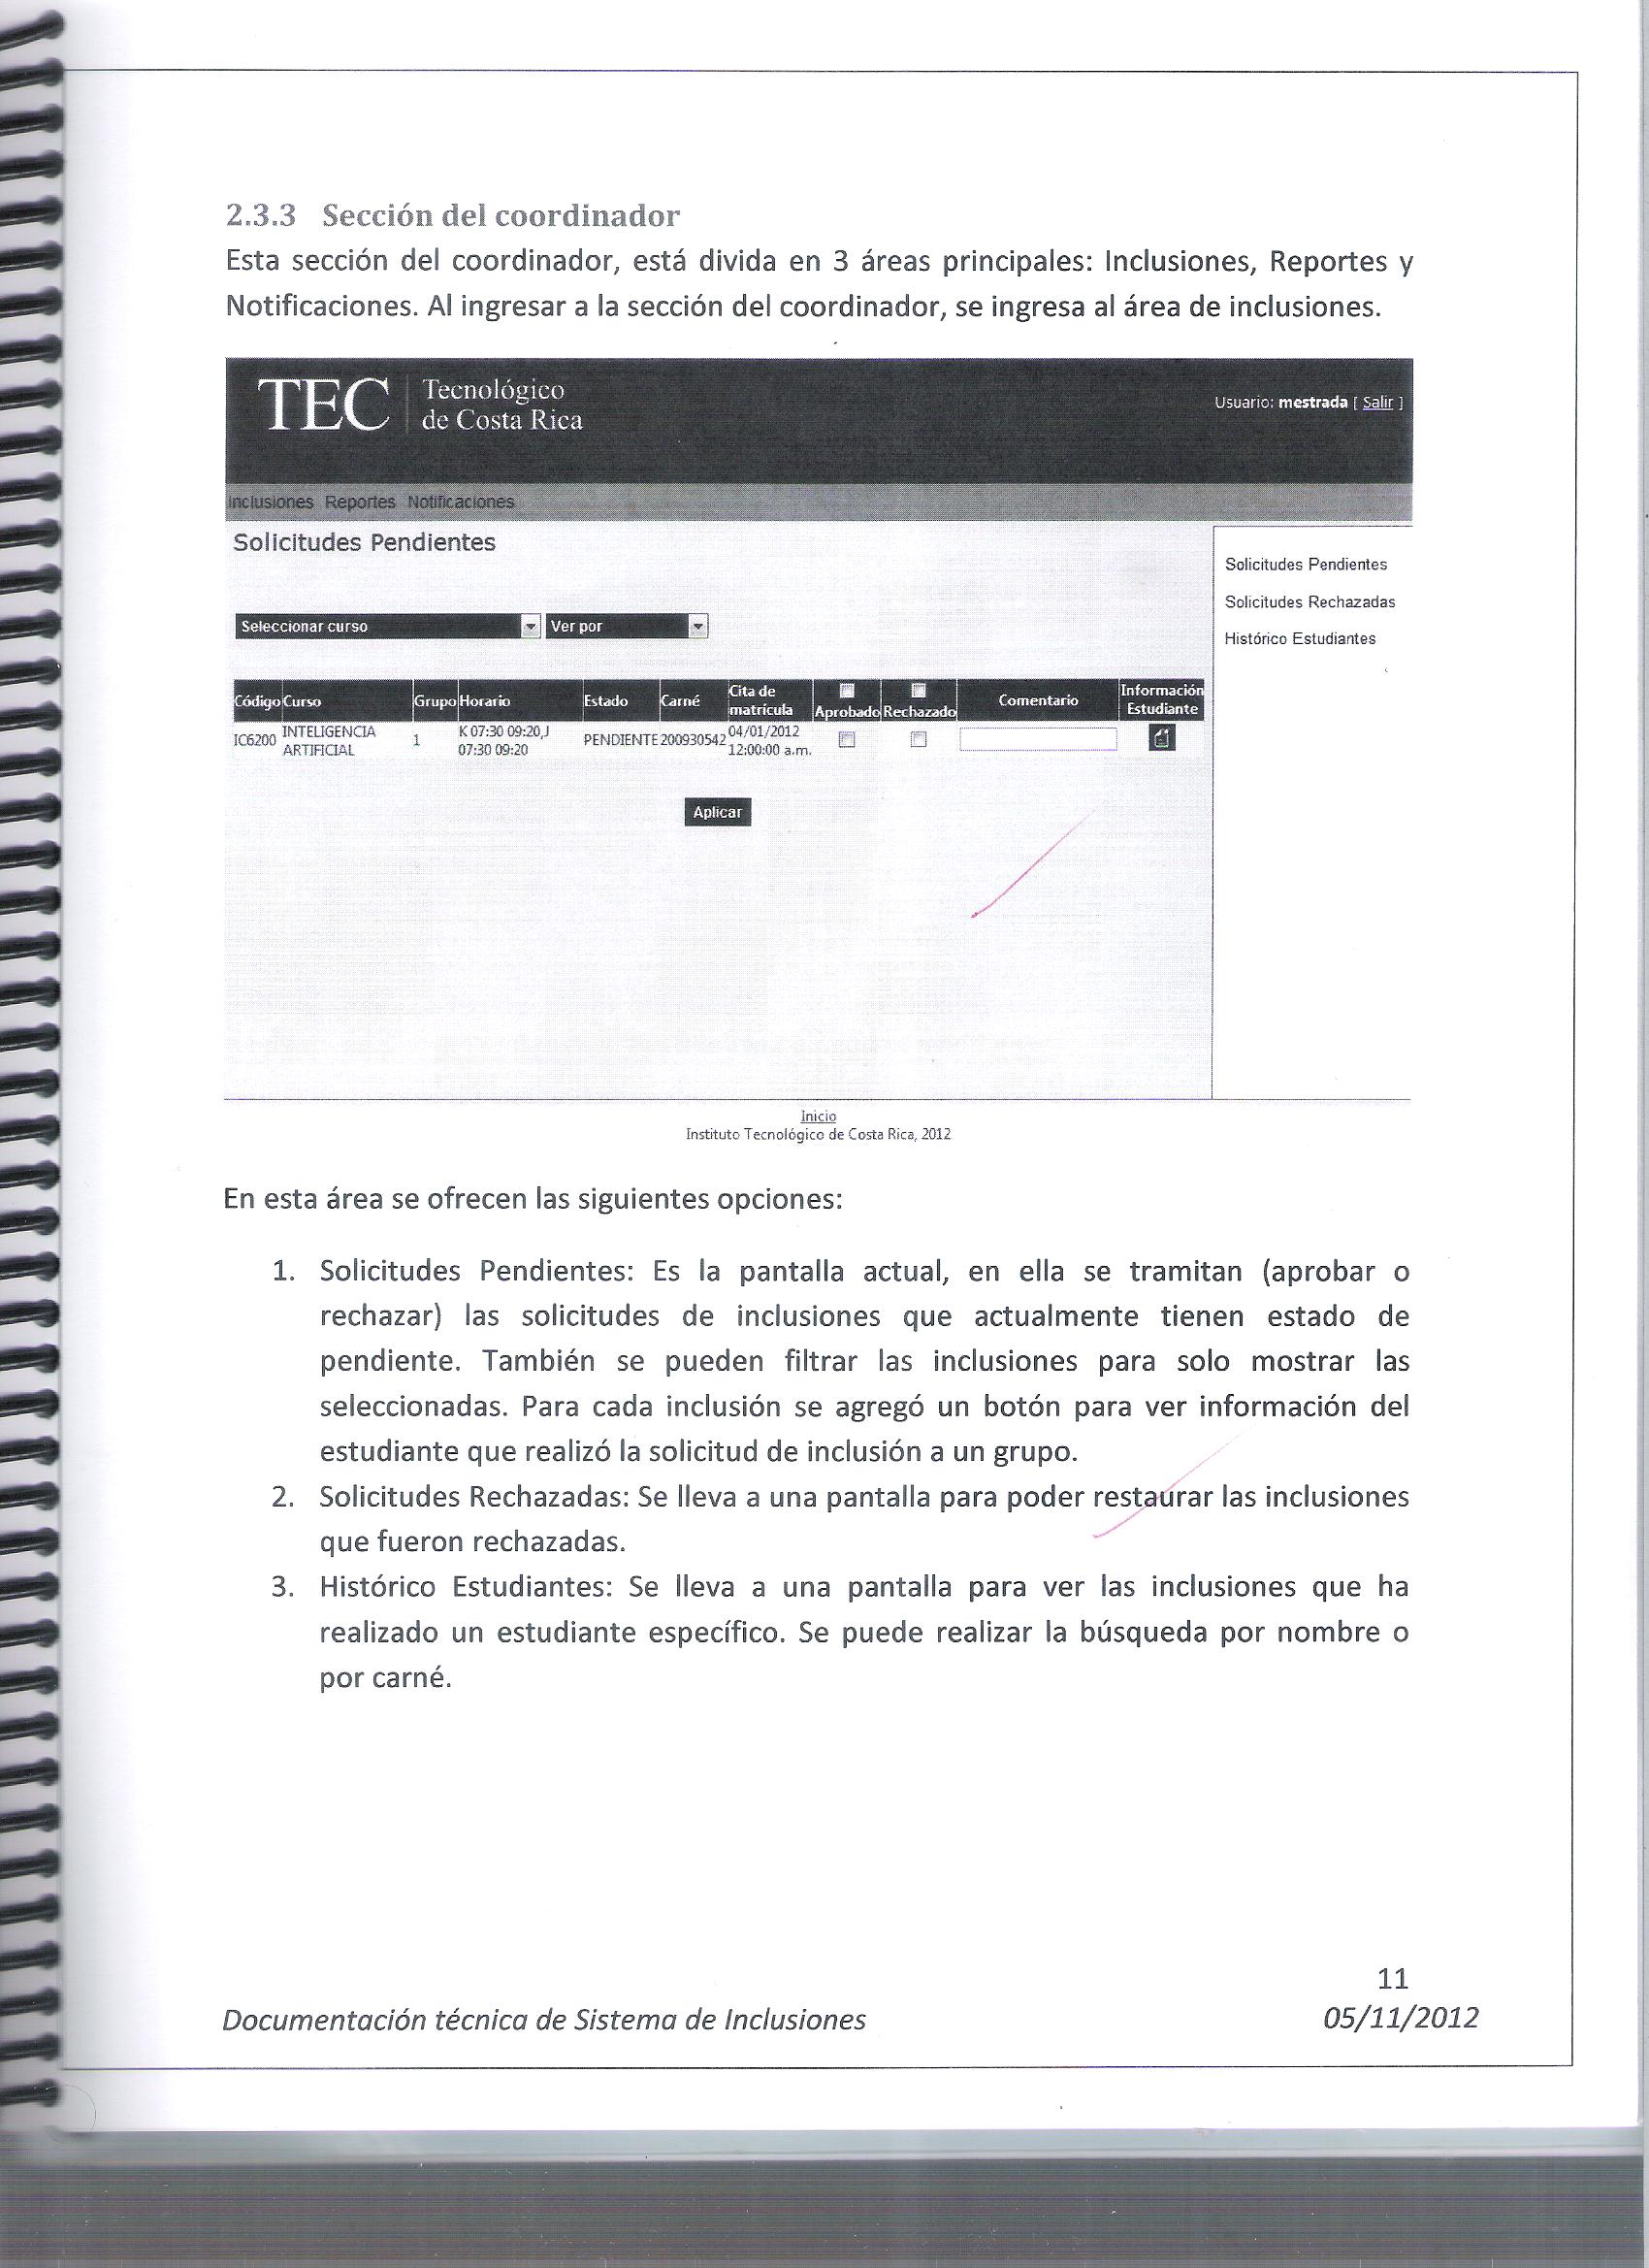 2.3.3 Sección del coordinador
Esta sección del coordinador, está divida en 3 áreas principales: Inclusiones, Reportes y
Notificaciones. Al ingresar a la sección del coordinador, se ingresa al área de inclusiones.
TEC Tecnológico
de Costa Rica
Usuario: mestrada [ Salir ]
Inclusiones Reportes Notificaciones
Solicitudes Pendientes
Seleccionar curso Ver por
Código Curso Grupo Horario Estado Carné Cita de matrícula Aprobado Rechazado Comentario Información Estudiante
IC6200 INTELIGENCIA ARTIFICIAL 1 K 07:30 09:20,J 07:30 09:20 PENDIENTE 200930542 04/01/2012 12:00:00 a.m.
Aplicar
Solicitudes Pendientes
Solicitudes Rechazadas
Histórico Estudiantes
Inicio
Instituto Tecnológico de Costa Rica, 2012
En esta área se ofrecen las siguientes opciones:
1. Solicitudes Pendientes: Es la pantalla actual, en ella se tramitan (aprobar o
rechazar) las solicitudes de inclusiones que actualmente tienen estado de
pendiente. También se pueden filtrar las inclusiones para solo mostrar las
seleccionadas. Para cada inclusión se agregó un botón para ver información del
estudiante que realizó la solicitud de inclusión a un grupo.
2. Solicitudes Rechazadas: Se lleva a una pantalla para poder restaurar las inclusiones
que fueron rechazadas.
3. Histórico Estudiantes: Se lleva a una pantalla para ver las inclusiones que ha
realizado un estudiante específico. Se puede realizar la búsqueda por nombre o
por carné.
11
Documentación técnica de Sistema de Inclusiones 05/11/2012